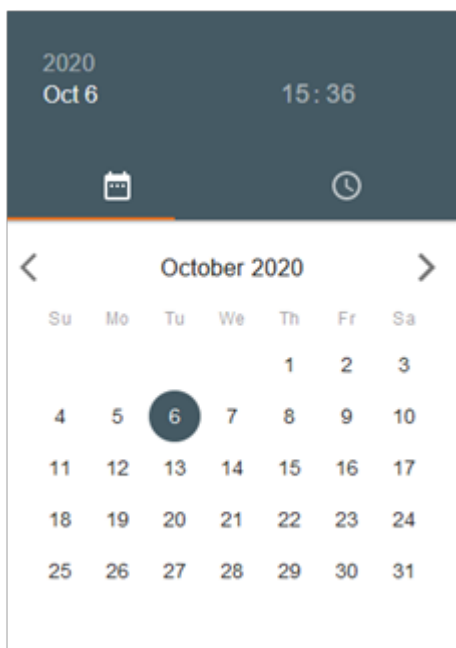 2020
Oct 6 15:36
October 2020
Su Mo Tu We Th Fr Sa
1 2 3
4 5 6 7 8 9 10
11 12 13 14 15 16 17
18 19 20 21 22 23 24
25 26 27 28 29 30 31